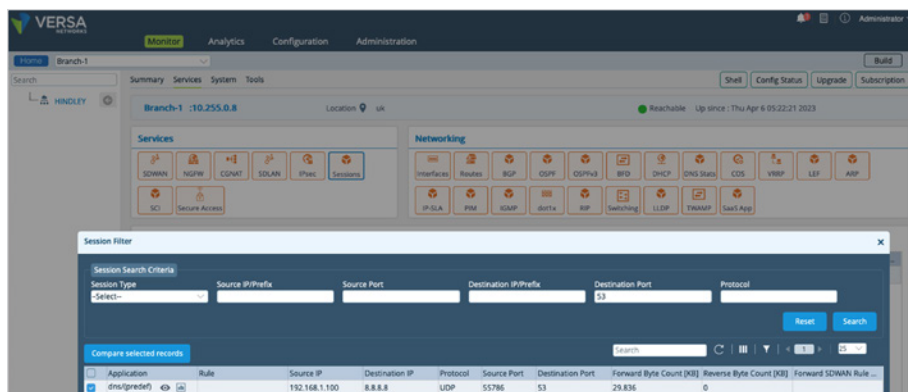 VERSA
NETWORKS
Administrator
Monitor Analytics Configuration Administration
Home Branch-1 Build
Search Summary Services System Tools Shell Config Status Upgrade Subscription
HINDLEY
Branch-1 :10.255.0.8 Location uk Reachable Up since : Thu Apr 6 05:22:21 2023
Services Networking
SDWAN NGFW CGNAT SDLAN IPsec Sessions Interfaces Routes BGP OSPF OSPFv3 BFD DHCP DNS Stats COS VRRP LEF ARP
SCI Secure Access IP-SLA PIM IGMP dot1x RIP Switching LLDP TWAMP SaaS App
Session Filter
Session Search Criteria
Session Type Source IP/Prefix Source Port Destination IP/Prefix Destination Port Protocol
--Select-- 53
Reset Search
Compare selected records Search 1 25
Application Rule Source IP Destination IP Protocol Source Port Destination Port Forward Byte Count [KB] Reverse Byte Count [KB] Forward SDWAN Rule ...
dns/(predef) 192.168.1.100 8.8.8.8 UDP 55786 53 29.836 0